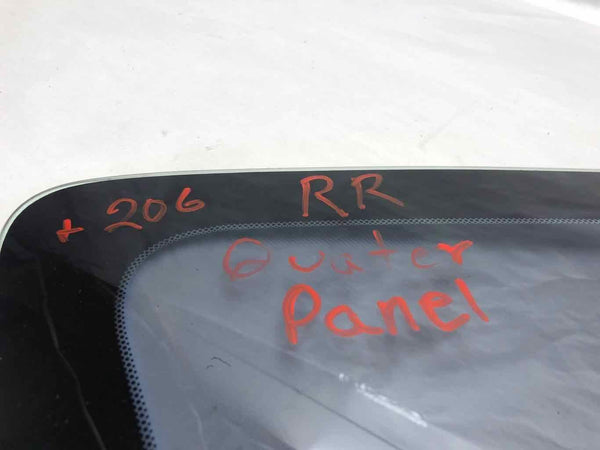 + 206 RR
Quater
Panel